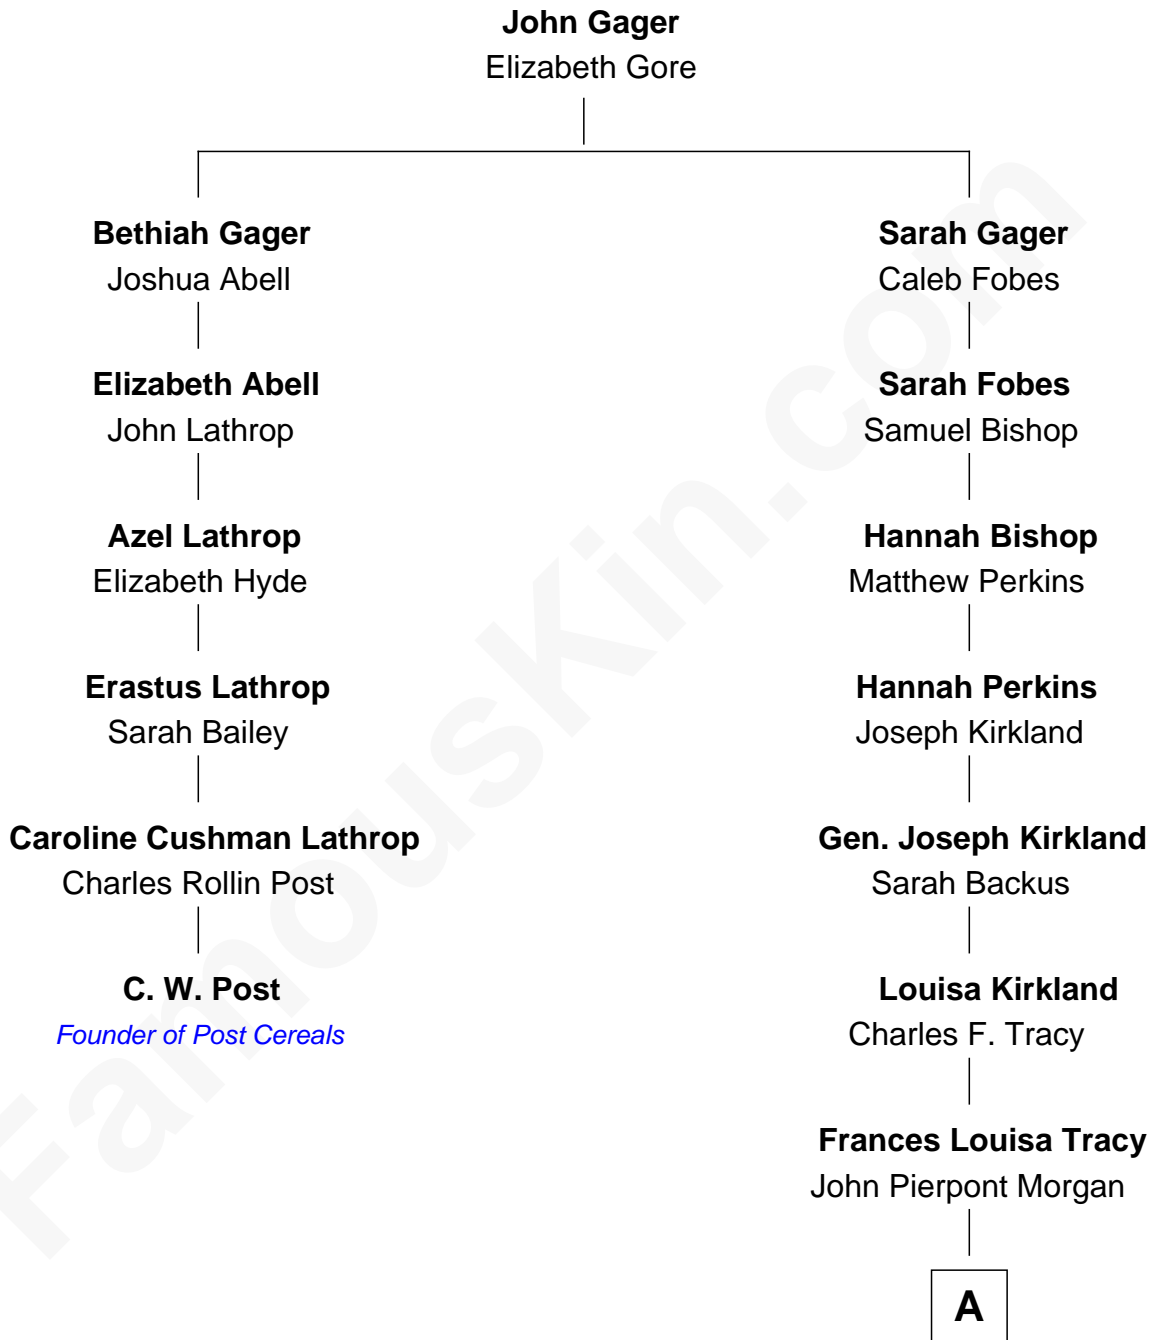 John Gager
Elizabeth Gore
Bethiah Gager
Joshua Abell
Sarah Gager
Caleb Fobes
Elizabeth Abell
John Lathrop
Sarah Fobes
Samuel Bishop
Azel Lathrop
Elizabeth Hyde
Hannah Bishop
Matthew Perkins
Erastus Lathrop
Sarah Bailey
Hannah Perkins
Joseph Kirkland
Caroline Cushman Lathrop
Charles Rollin Post
Gen. Joseph Kirkland
Sarah Backus
C. W. Post
Founder of Post Cereals
Louisa Kirkland
Charles F. Tracy
Frances Louisa Tracy
John Pierpont Morgan
A
FamousKin.com